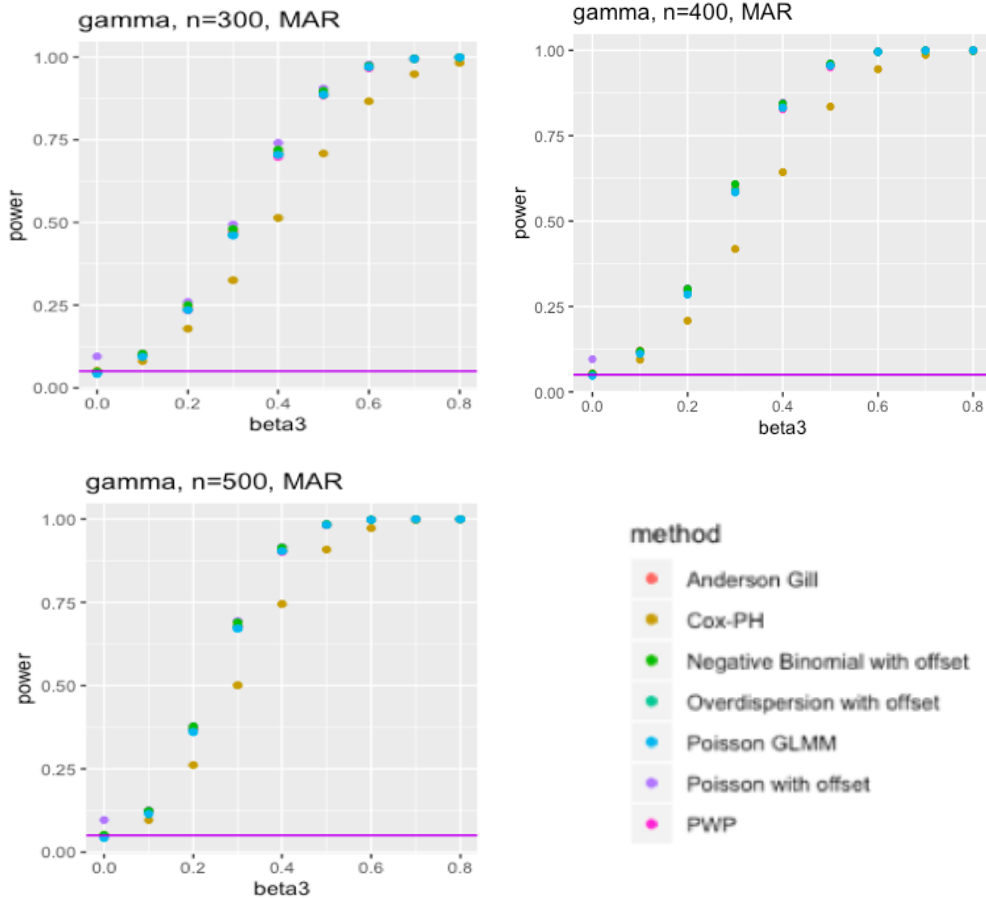 gamma, n=300, MAR
1.00
0.75
0.50
0.25
0.00
power
0.0 0.2 0.4 0.6 0.8
beta3
gamma, n=400, MAR
1.00
0.75
0.50
0.25
0.00
power
0.0 0.2 0.4 0.6 0.8
beta3
gamma, n=500, MAR
1.00
0.75
0.50
0.25
0.00
power
0.0 0.2 0.4 0.6 0.8
beta3
method
Anderson Gill
Cox-PH
Negative Binomial with offset
Overdispersion with offset
Poisson GLMM
Poisson with offset
PWP